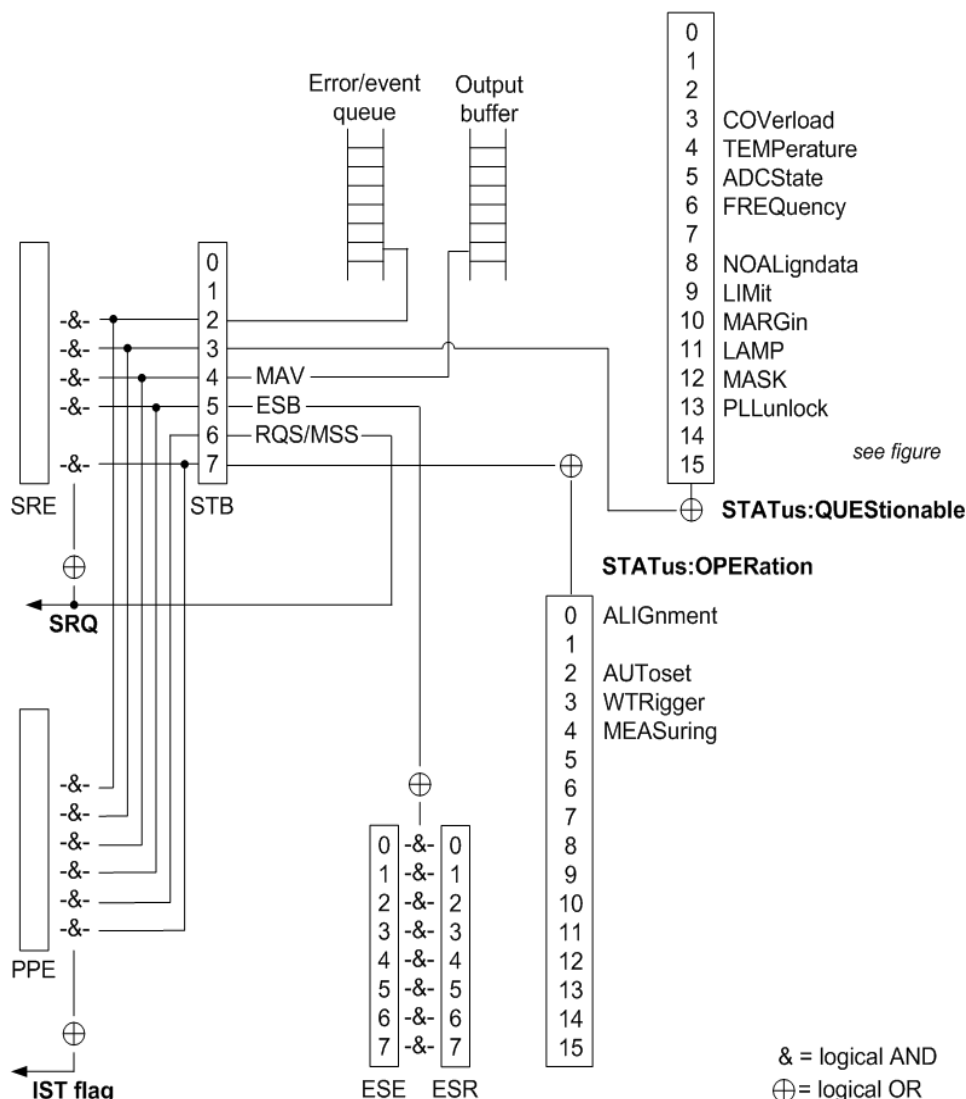 Error/event
queue
Output
buffer
0
1
2
3 COVerload
4 TEMPerature
5 ADCState
6 FREQuency
7
8 NOALigndata
9 LIMit
10 MARGin
11 LAMP
12 MASK
13 PLLunlock
14
15
see figure
STATus:QUEStionable
0
1
-&- 2
-&- 3
-&- 4 MAV
-&- 5 ESB
6 RQS/MSS
-&- 7
SRE
STB
SRQ
STATus:OPERation
0 ALIGnment
1
2 AUToset
3 WTRigger
4 MEASuring
5
6
7
8
9
10
11
12
13
14
15
-&-
-&-
-&-
-&-
-&-
-&-
PPE
IST flag
0 -&- 0
1 -&- 1
2 -&- 2
3 -&- 3
4 -&- 4
5 -&- 5
6 -&- 6
7 -&- 7
ESE ESR
& = logical AND
⊕ = logical OR